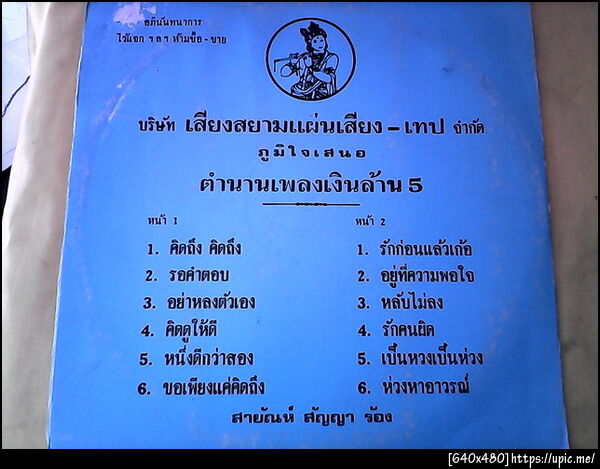 อภินันทนาการ
ไว้แจก ฯลฯ ห้ามซื้อ-ขาย
บริษัท เสียงสยามแผ่นเสียง-เทป จำกัด
ภูมิใจเสนอ
ตำนานเพลงเงินล้าน 5
หน้า 1
1. คิดถึง คิดถึง
2. รอคำตอบ
3. อย่าหลงตัวเอง
4. คิดดูให้ดี
5. หนึ่งดีกว่าสอง
6. ขอเพียงแค่คิดถึง
หน้า 2
1. รักก่อนแล้วเก้อ
2. อยู่ที่ความพอใจ
3. หลับไม่ลง
4. รักคนผิด
5. เป็นหวงเป็นห่วง
6. ห่วงหาอาวรณ์
สายัณห์ สัญญา ร้อง
[640x480]https://upic.me/